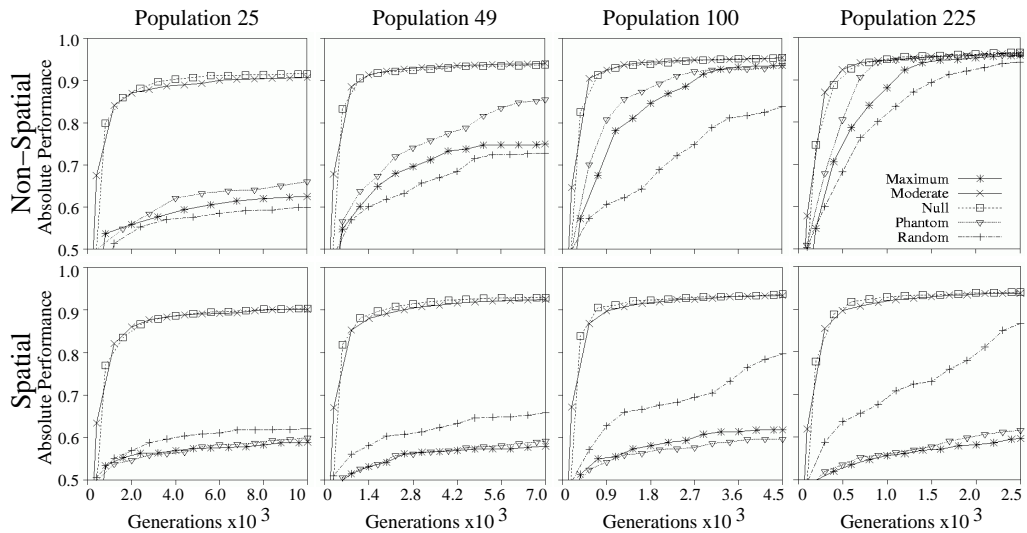 Population 25
Population 49
Population 100
Population 225
Non-Spatial
Absolute Performance
1.0
0.9
0.8
0.7
0.6
0.5
Maximum
Moderate
Null
Phantom
Random
Spatial
Absolute Performance
1.0
0.9
0.8
0.7
0.6
0.5
0 2.0 4.0 6.0 8.0 10
0 1.4 2.8 4.2 5.6 7.0
0 0.9 1.8 2.7 3.6 4.5
0 0.5 1.0 1.5 2.0 2.5
Generations x10 3
Generations x10 3
Generations x10 3
Generations x10 3